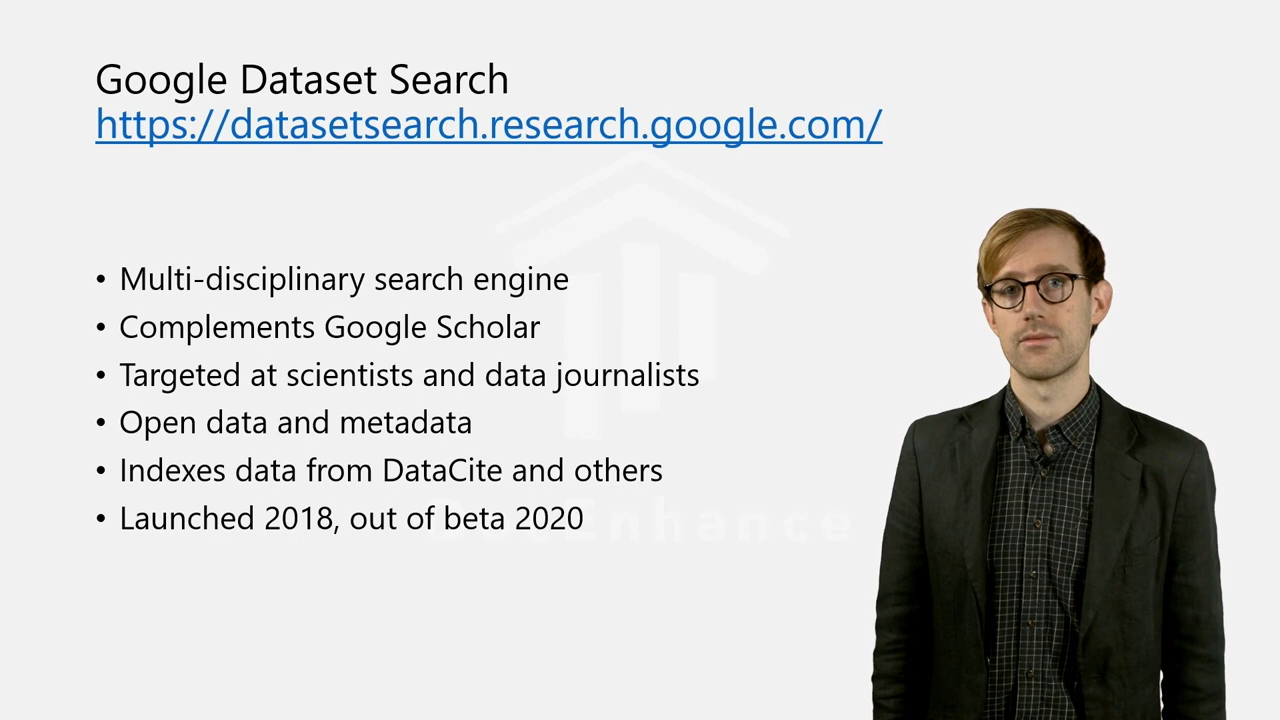 Google Dataset Search
https://datasetsearch.research.google.com/
• Multi-disciplinary search engine
• Complements Google Scholar
• Targeted at scientists and data journalists
• Open data and metadata
• Indexes data from DataCite and others
• Launched 2018, out of beta 2020